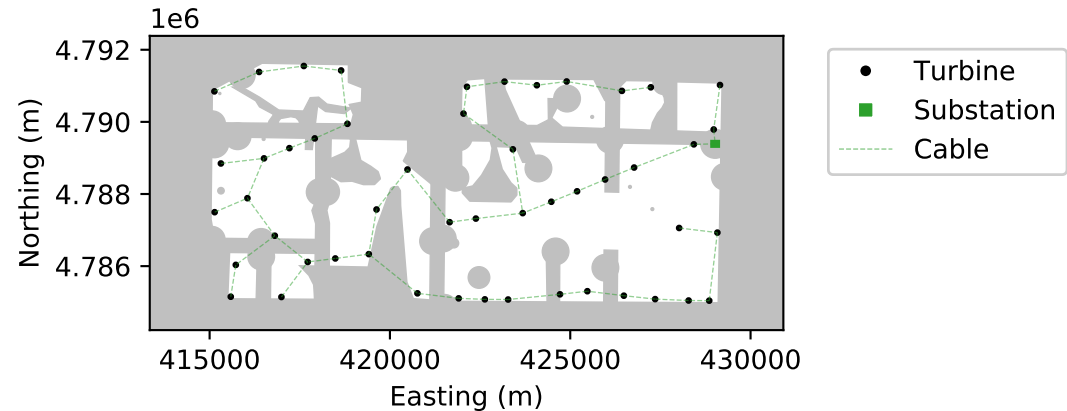 1e6
4.792
4.790
4.788
4.786
Northing (m)
415000
420000
425000
430000
Easting (m)
Turbine
Substation
Cable